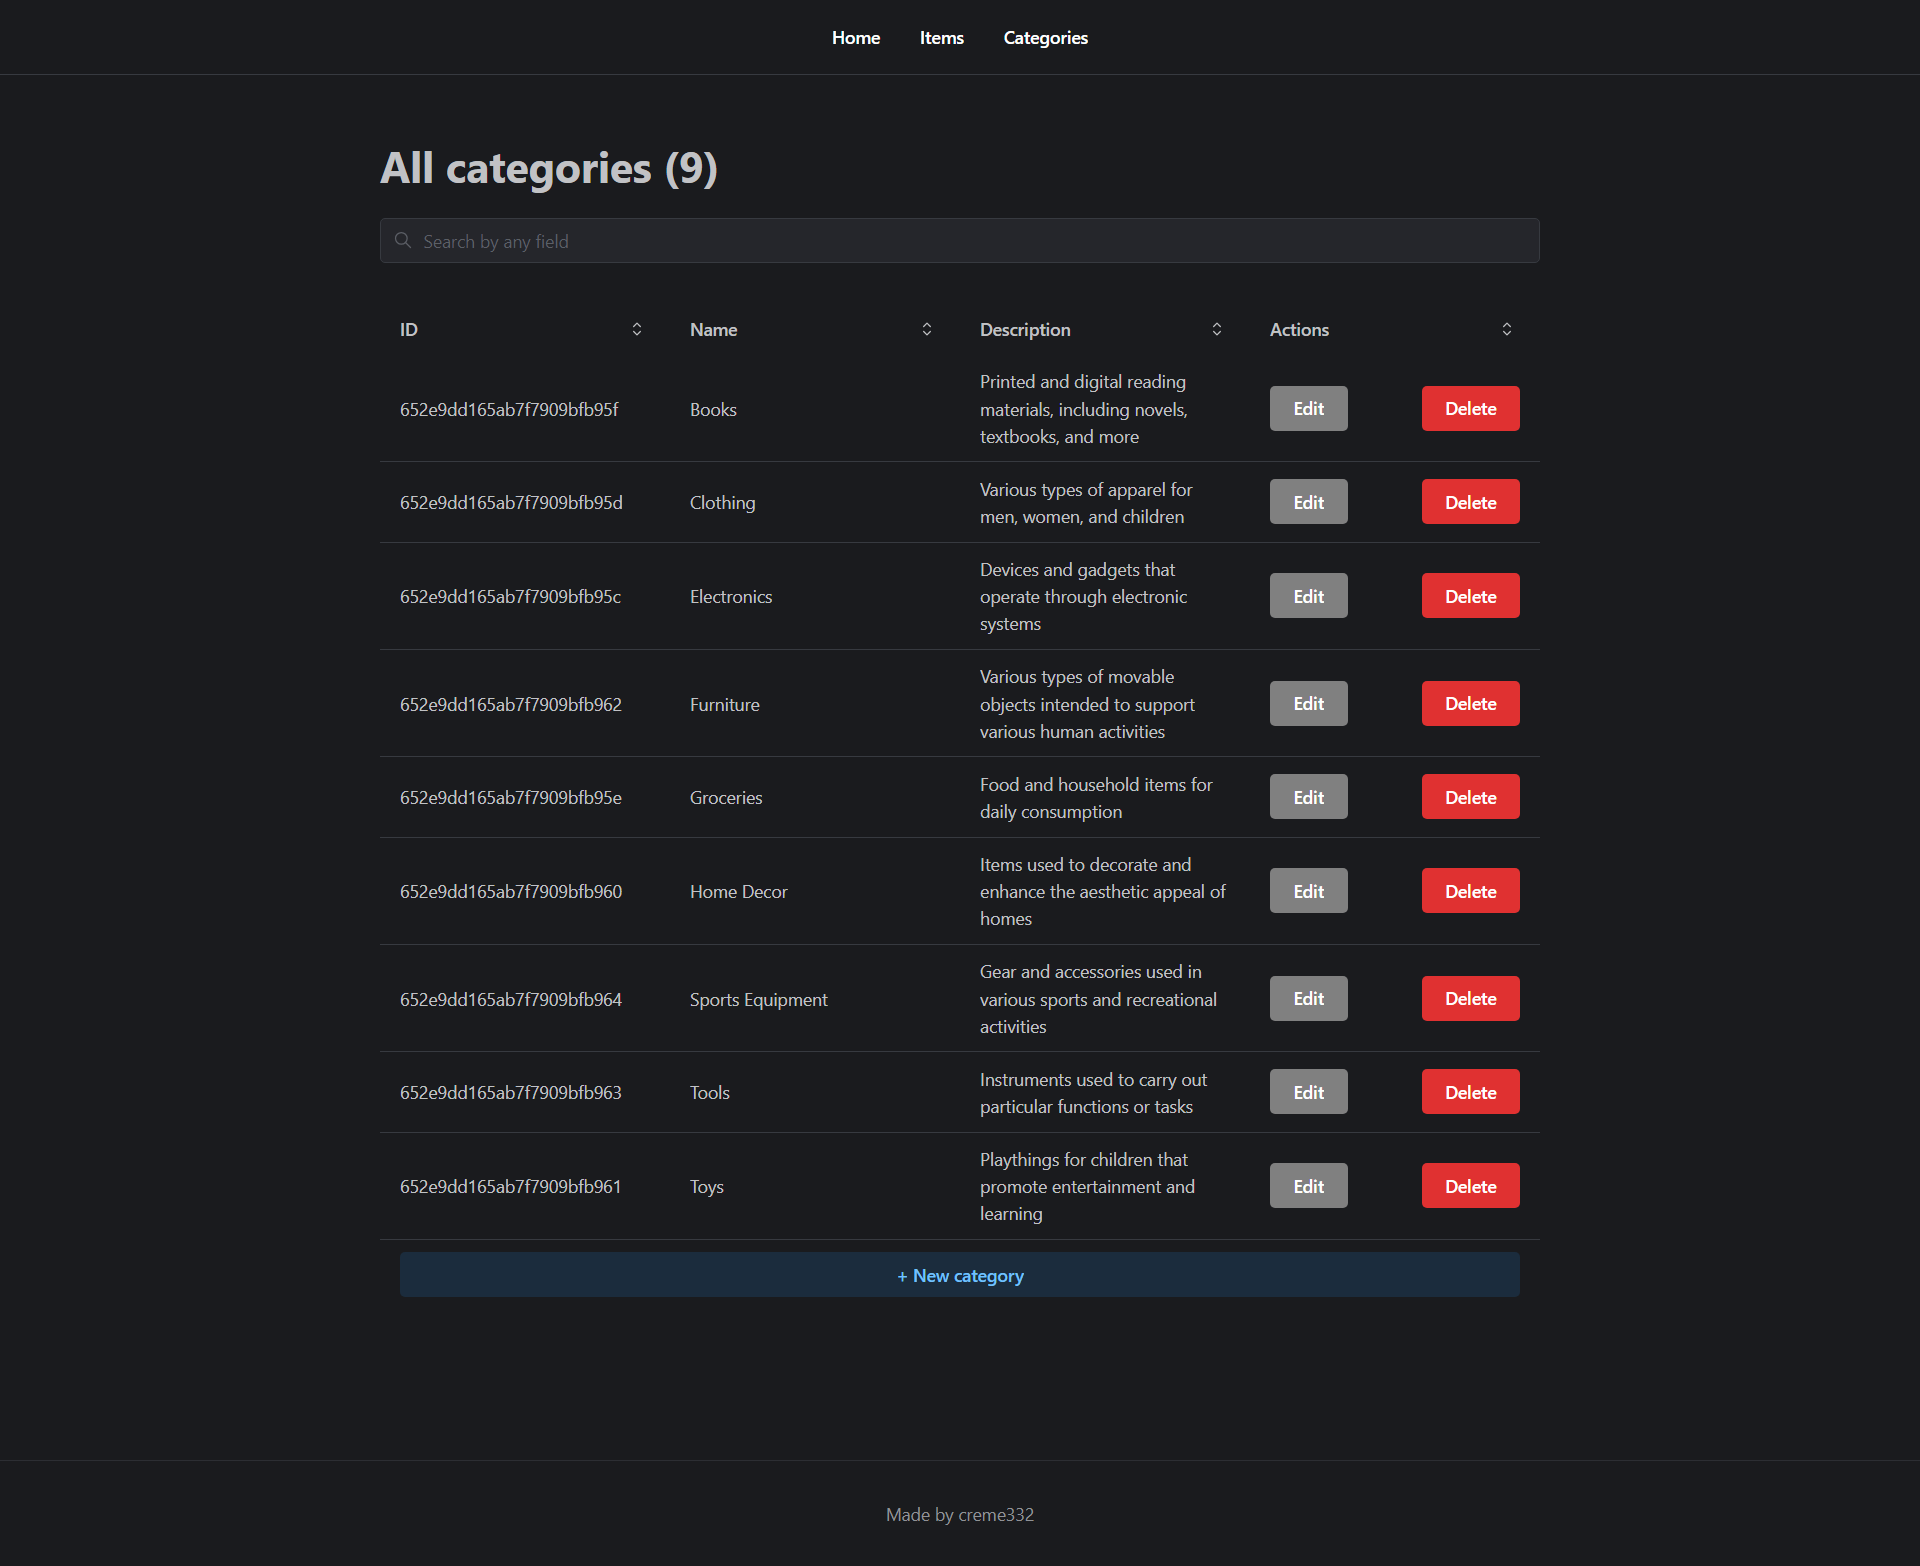 Home Items Categories
All categories (9)
Search by any field
ID Name Description Actions
652e9dd165ab7f7909bfb95f Books Printed and digital reading
materials, including novels,
textbooks, and more
Edit Delete
652e9dd165ab7f7909bfb95d Clothing Various types of apparel for
men, women, and children
Edit Delete
652e9dd165ab7f7909bfb95c Electronics Devices and gadgets that
operate through electronic
systems
Edit Delete
652e9dd165ab7f7909bfb962 Furniture Various types of movable
objects intended to support
various human activities
Edit Delete
652e9dd165ab7f7909bfb95e Groceries Food and household items for
daily consumption
Edit Delete
652e9dd165ab7f7909bfb960 Home Decor Items used to decorate and
enhance the aesthetic appeal of
homes
Edit Delete
652e9dd165ab7f7909bfb964 Sports Equipment Gear and accessories used in
various sports and recreational
activities
Edit Delete
652e9dd165ab7f7909bfb963 Tools Instruments used to carry out
particular functions or tasks
Edit Delete
652e9dd165ab7f7909bfb961 Toys Playthings for children that
promote entertainment and
learning
Edit Delete
+ New category
Made by creme332